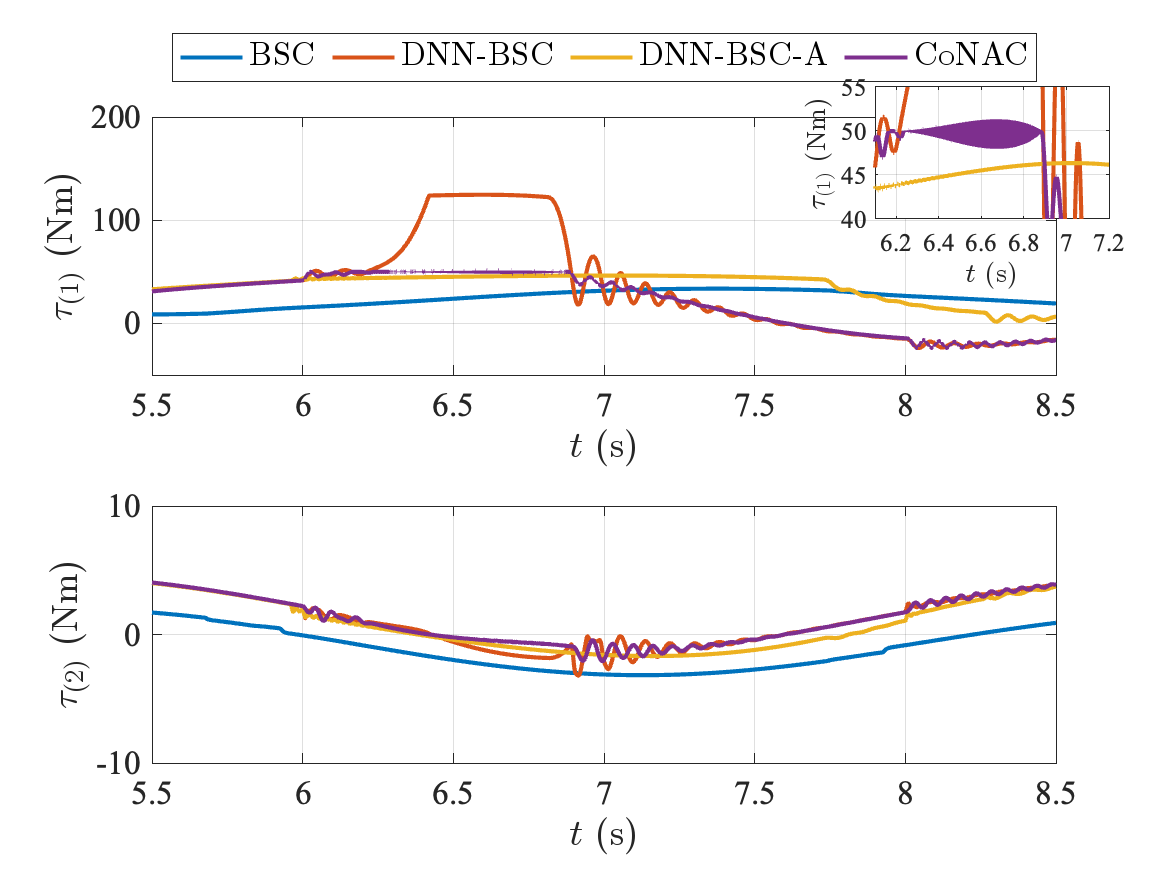 BSC DNN-BSC DNN-BSC-A CoNAC
200
100
0
5.5 6 6.5 7 7.5 8 8.5
t (s)
τ(1) (Nm)
55
50
45
40
6.2 6.4 6.6 6.8 7 7.2
t (s)
τ(1) (Nm)
10
0
-10
5.5 6 6.5 7 7.5 8 8.5
t (s)
τ(2) (Nm)